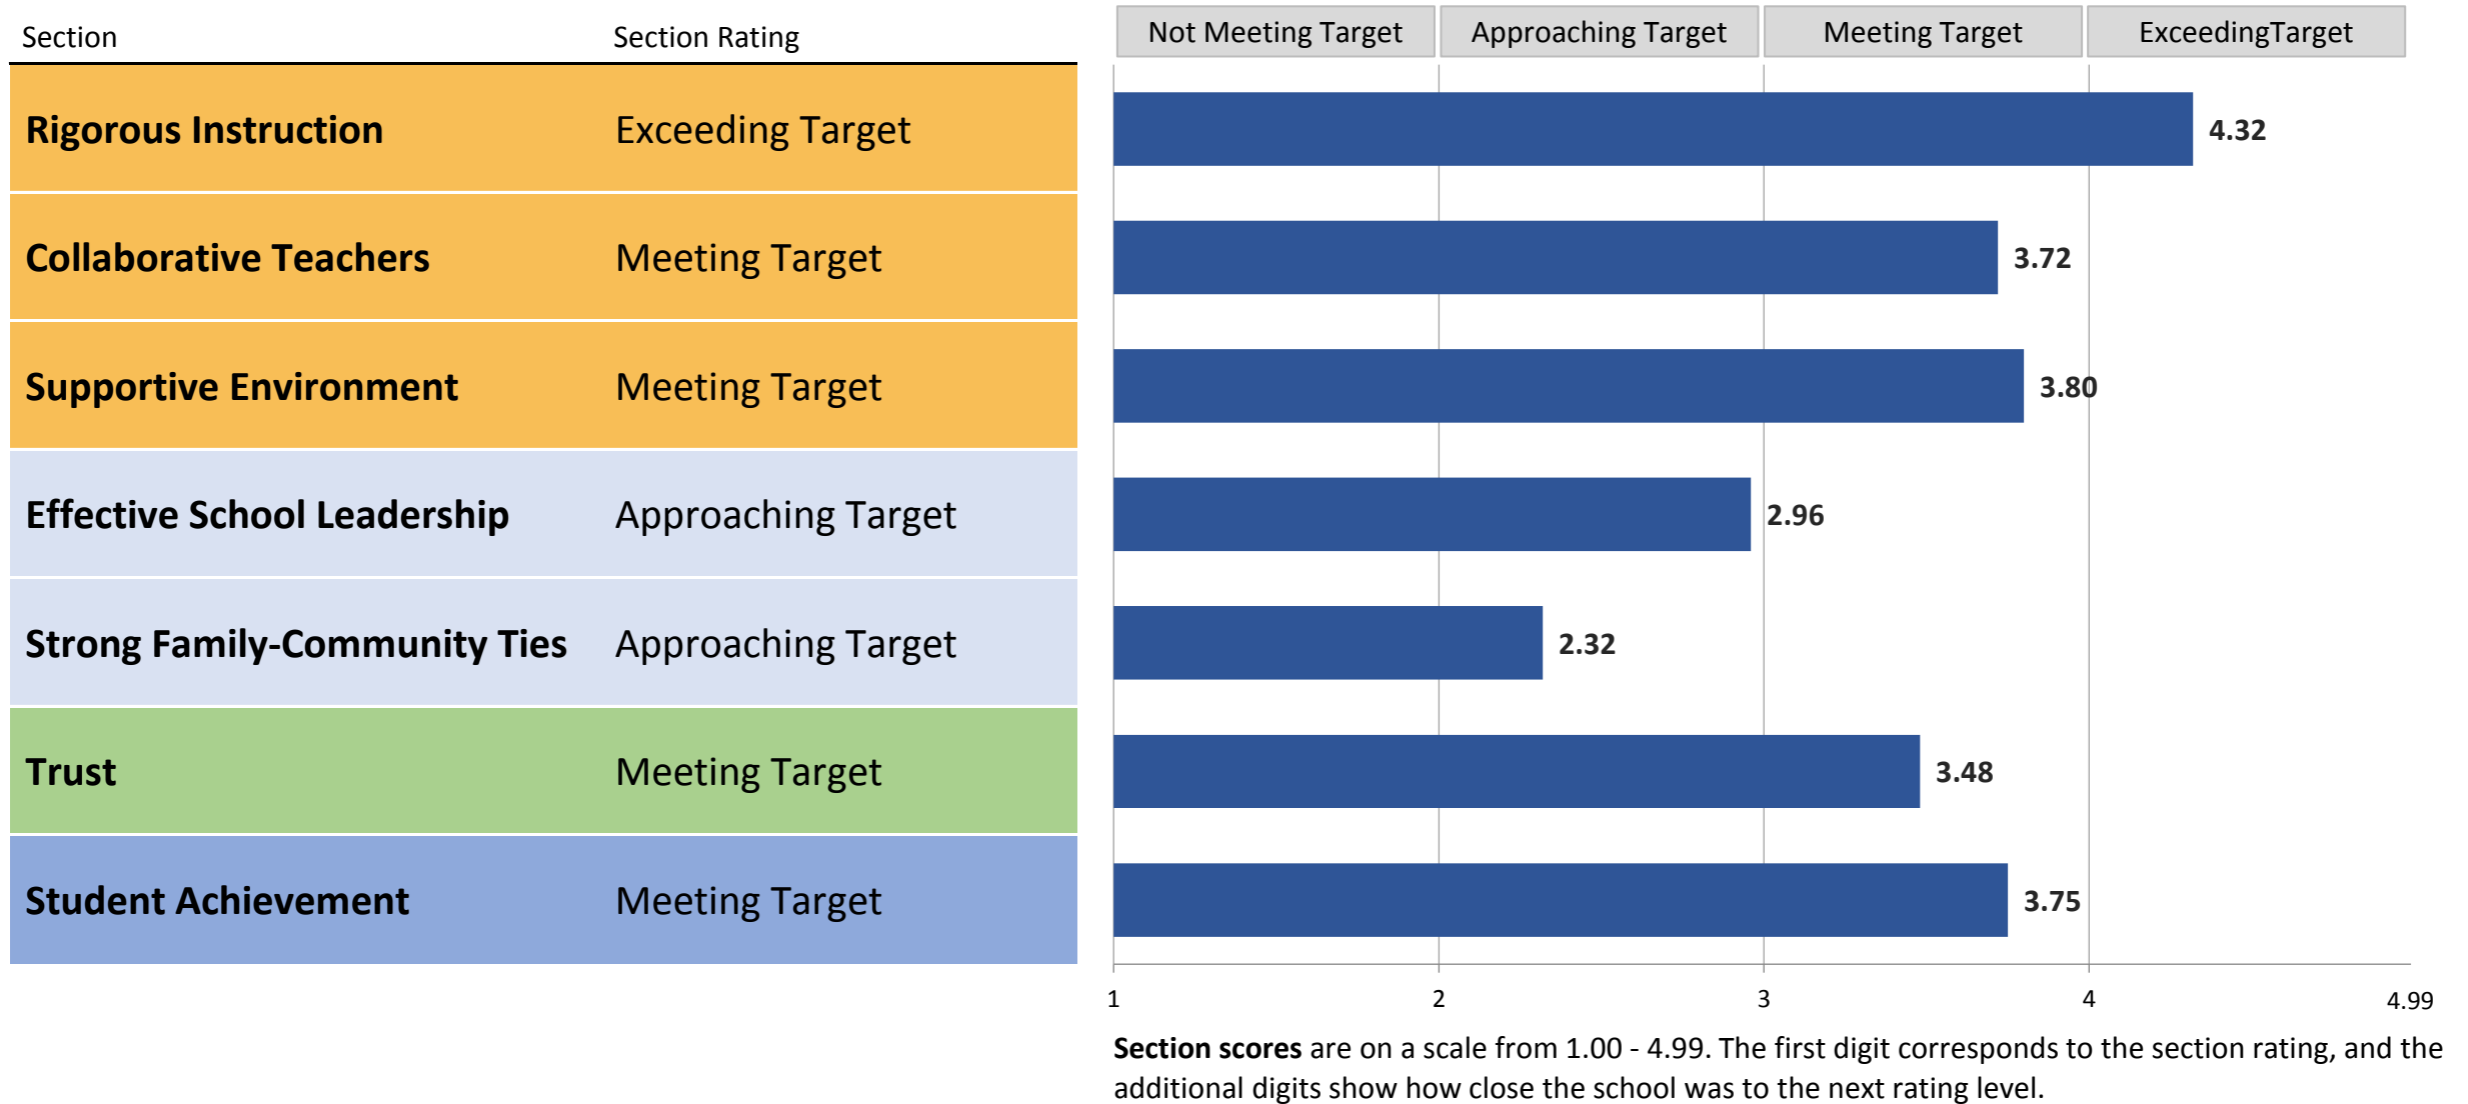 Section Section Rating Not Meeting Target Approaching Target Meeting Target ExceedingTarget
Rigorous Instruction Exceeding Target 4.32
Collaborative Teachers Meeting Target 3.72
Supportive Environment Meeting Target 3.80
Effective School Leadership Approaching Target 2.96
Strong Family-Community Ties Approaching Target 2.32
Trust Meeting Target 3.48
Student Achievement Meeting Target 3.75
1 2 3 4 4.99
Section scores are on a scale from 1.00 - 4.99. The first digit corresponds to the section rating, and the
additional digits show how close the school was to the next rating level.